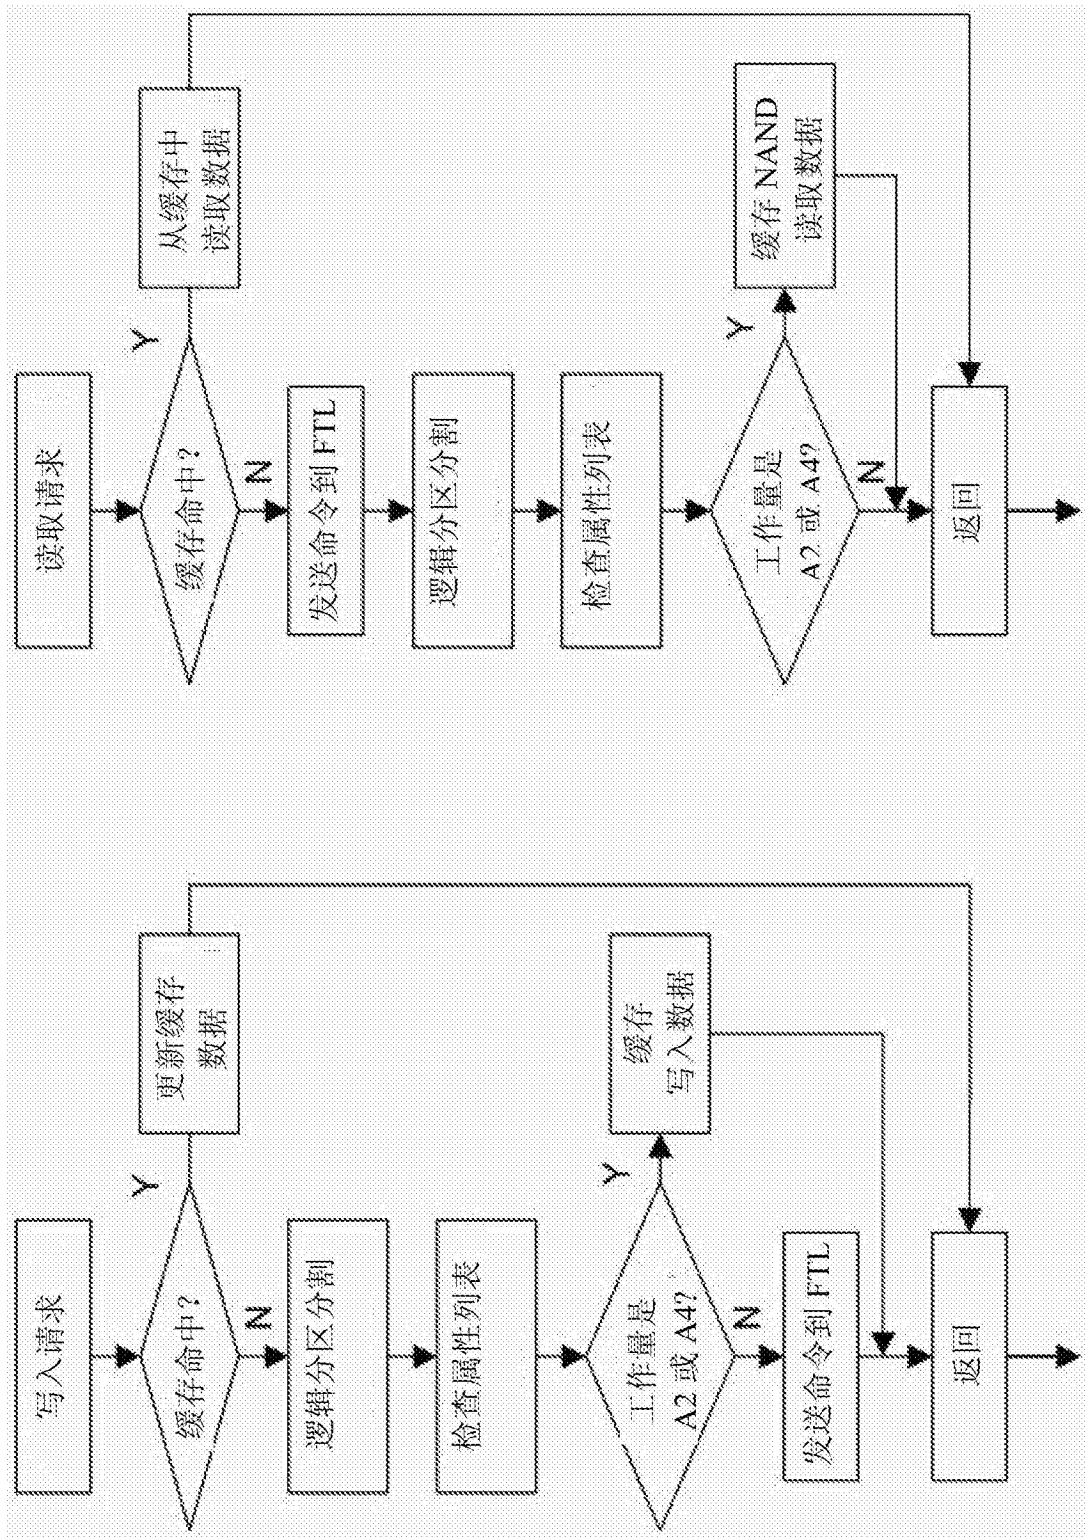 写入请求
缓存命中?
Y
更新缓存
数据
N
逻辑分区分割
检查属性列表
工作量是
A2 或 A4?
Y
缓存
写入数据
N
发送命令到 FTL
返回
读取请求
缓存命中?
Y
从缓存中
读取数据
N
发送命令到 FTL
逻辑分区分割
检查属性列表
工作量是
A2 或 A4?
Y
缓存 NAND
读取数据
N
返回